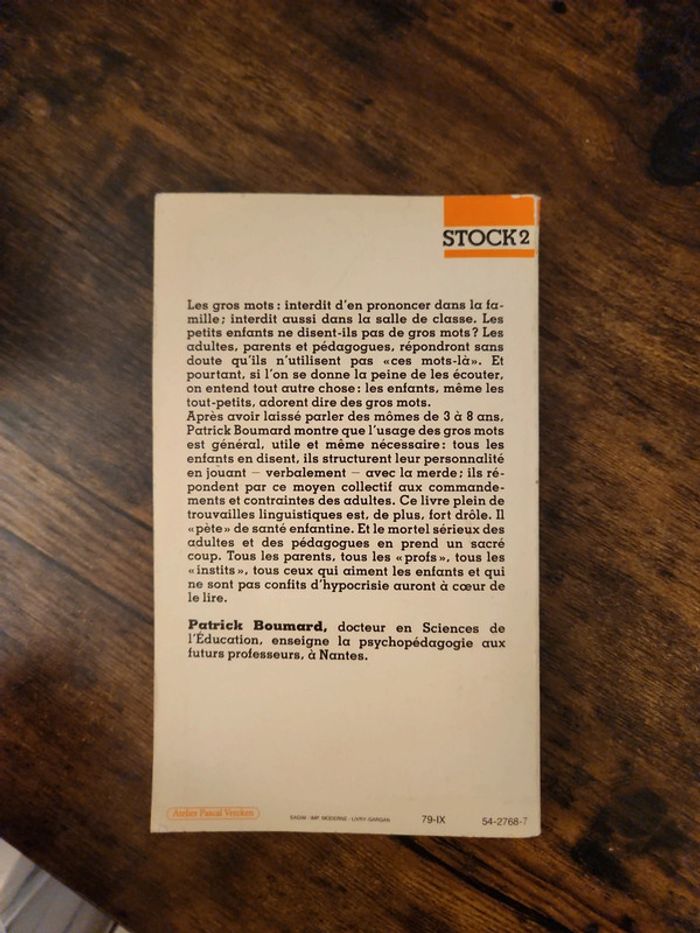 STOCK2
Les gros mots : interdit d'en prononcer dans la fa-
mille ; interdit aussi dans la salle de classe. Les
petits enfants ne disent-ils pas de gros mots ? Les
adultes, parents et pédagogues, répondront sans
doute qu'ils n'utilisent pas «ces mots-là». Et
pourtant, si l'on se donne la peine de les écouter,
on entend tout autre chose : les enfants, même les
tout-petits, adorent dire des gros mots.
Après avoir laissé parler des mômes de 3 à 8 ans,
Patrick Boumard montre que l'usage des gros mots
est général, utile et même nécessaire : tous les
enfants en disent, ils structurent leur personnalité
en jouant — verbalement — avec la merde ; ils ré-
pondent par ce moyen collectif aux commande-
ments et contraintes des adultes. Ce livre plein de
trouvailles linguistiques est, de plus, fort drôle. Il
«pète» de santé enfantine. Et le mortel sérieux des
adultes et des pédagogues en prend un sacré
coup. Tous les parents, tous les «profs», tous les
«instits», tous ceux qui aiment les enfants et qui
ne sont pas confits d'hypocrisie auront à cœur de
le lire.
Patrick Boumard, docteur en Sciences de
l'Éducation, enseigne la psychopédagogie aux
futurs professeurs, à Nantes.
Atelier Pascal Vercken
SADIM : IMP. MODERNE - LIVRY-GARGAN
79-IX
54-2768-7